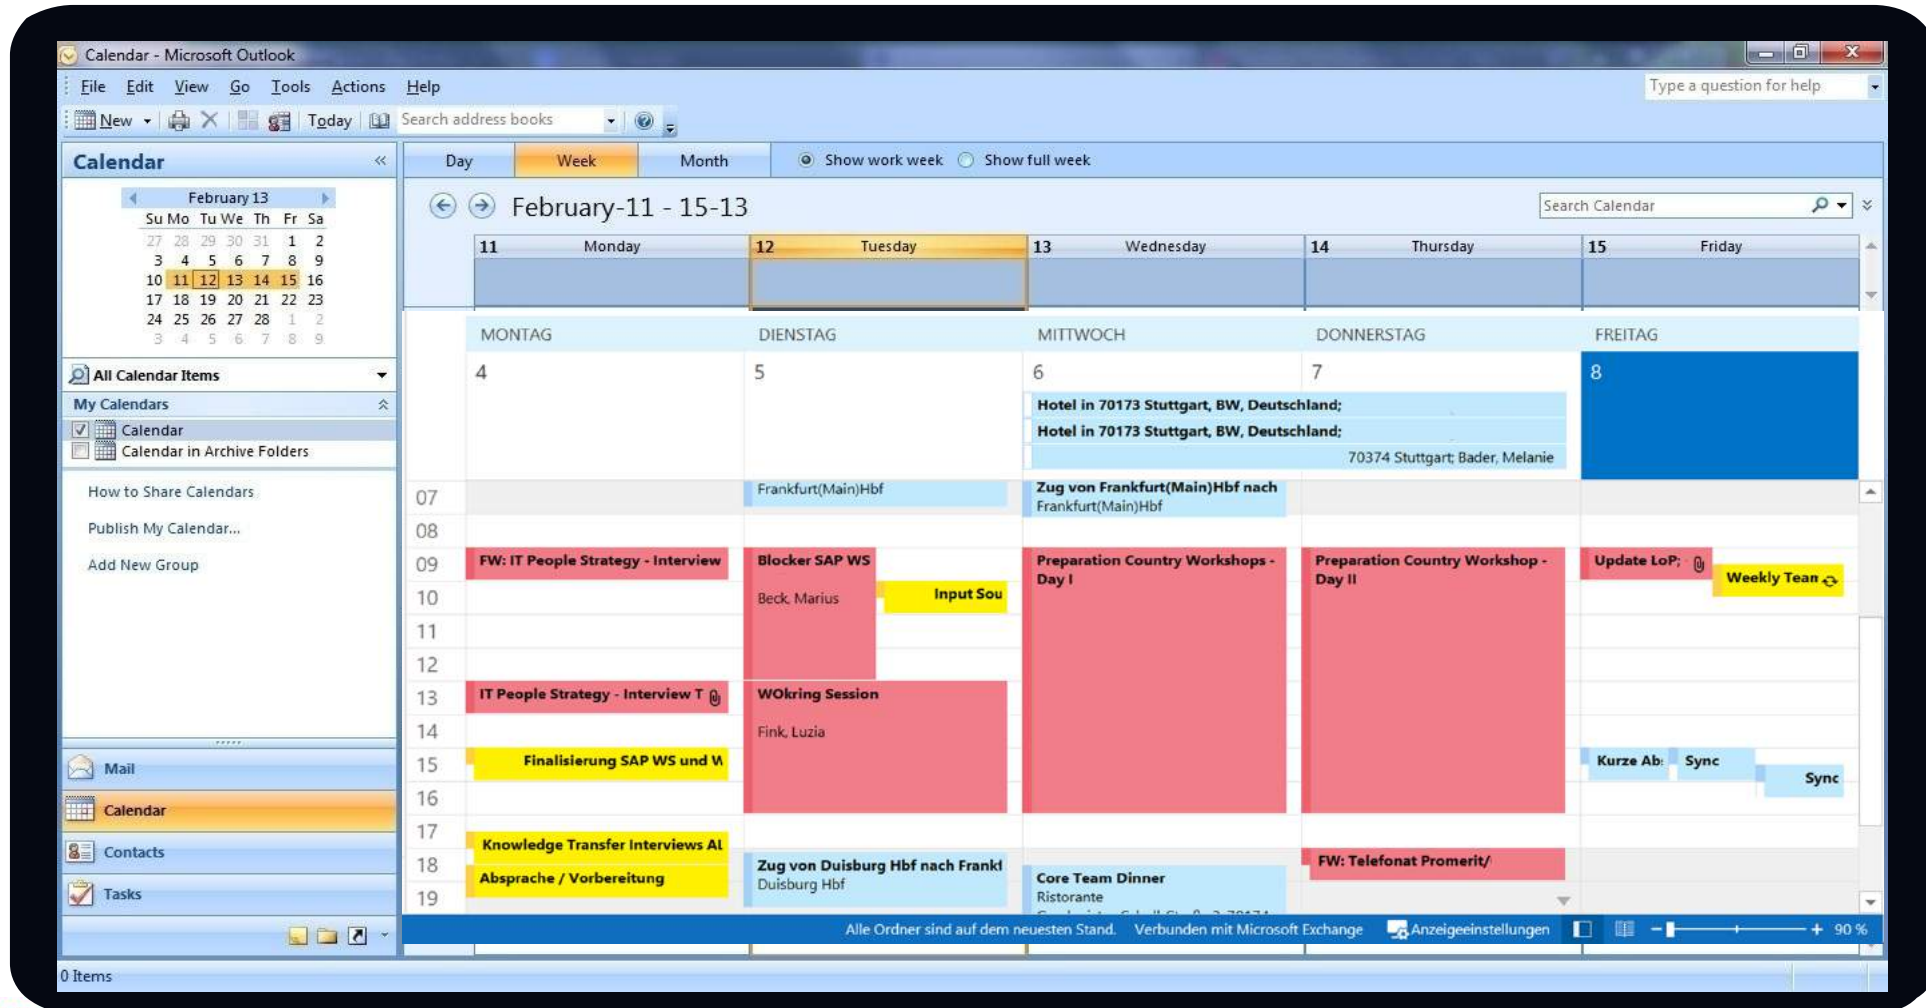 Calendar - Microsoft Outlook
File Edit View Go Tools Actions Help
Type a question for help
New Today Search address books
Calendar
Day Week Month Show work week Show full week
February 13
Su Mo Tu We Th Fr Sa
27 28 29 30 31 1 2
3 4 5 6 7 8 9
10 11 12 13 14 15 16
17 18 19 20 21 22 23
24 25 26 27 28 1 2
3 4 5 6 7 8 9
All Calendar Items
My Calendars
Calendar
Calendar in Archive Folders
How to Share Calendars
Publish My Calendar...
Add New Group
Mail
Calendar
Contacts
Tasks
February-11 - 15-13
Search Calendar
11 Monday 12 Tuesday 13 Wednesday 14 Thursday 15 Friday
MONTAG DIENSTAG MITTWOCH DONNERSTAG FREITAG
4 5 6 7 8
Hotel in 70173 Stuttgart, BW, Deutschland;
Hotel in 70173 Stuttgart, BW, Deutschland;
70374 Stuttgart; Bader, Melanie
07
08
09
10
11
12
13
14
15
16
17
18
19
FW: IT People Strategy - Interview
IT People Strategy - Interview T
Finalisierung SAP WS und W
Knowledge Transfer Interviews AL
Absprache / Vorbereitung
Frankfurt(Main)Hbf
Blocker SAP WS
Beck, Marius
Input Sou
WOkring Session
Fink, Luzia
Zug von Duisburg Hbf nach Frankf
Duisburg Hbf
Zug von Frankfurt(Main)Hbf nach
Frankfurt(Main)Hbf
Preparation Country Workshops -
Day I
Core Team Dinner
Ristorante
Preparation Country Workshop -
Day II
FW: Telefonat Promerit/
Update LoP;
Weekly Team
Kurze Ab:
Sync
Sync
Alle Ordner sind auf dem neuesten Stand. Verbunden mit Microsoft Exchange Anzeigeeinstellungen 90 %
0 Items